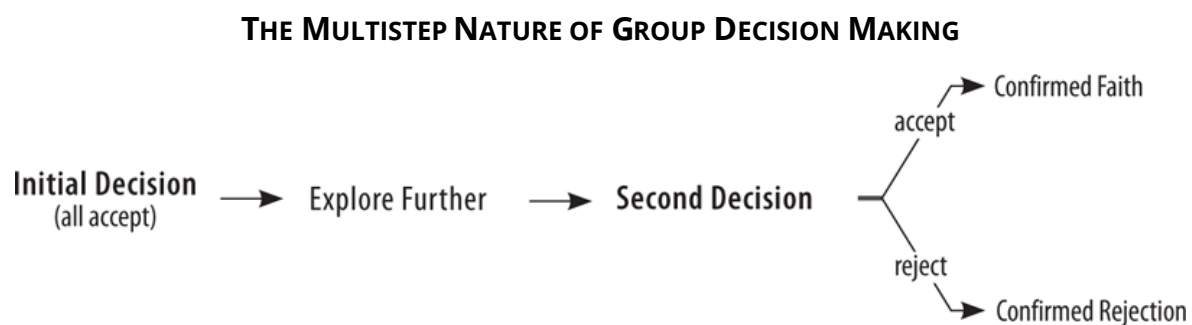 THE MULTISTEP NATURE OF GROUP DECISION MAKING
Initial Decision
(all accept)
Explore Further
Second Decision
accept
Confirmed Faith
reject
Confirmed Rejection